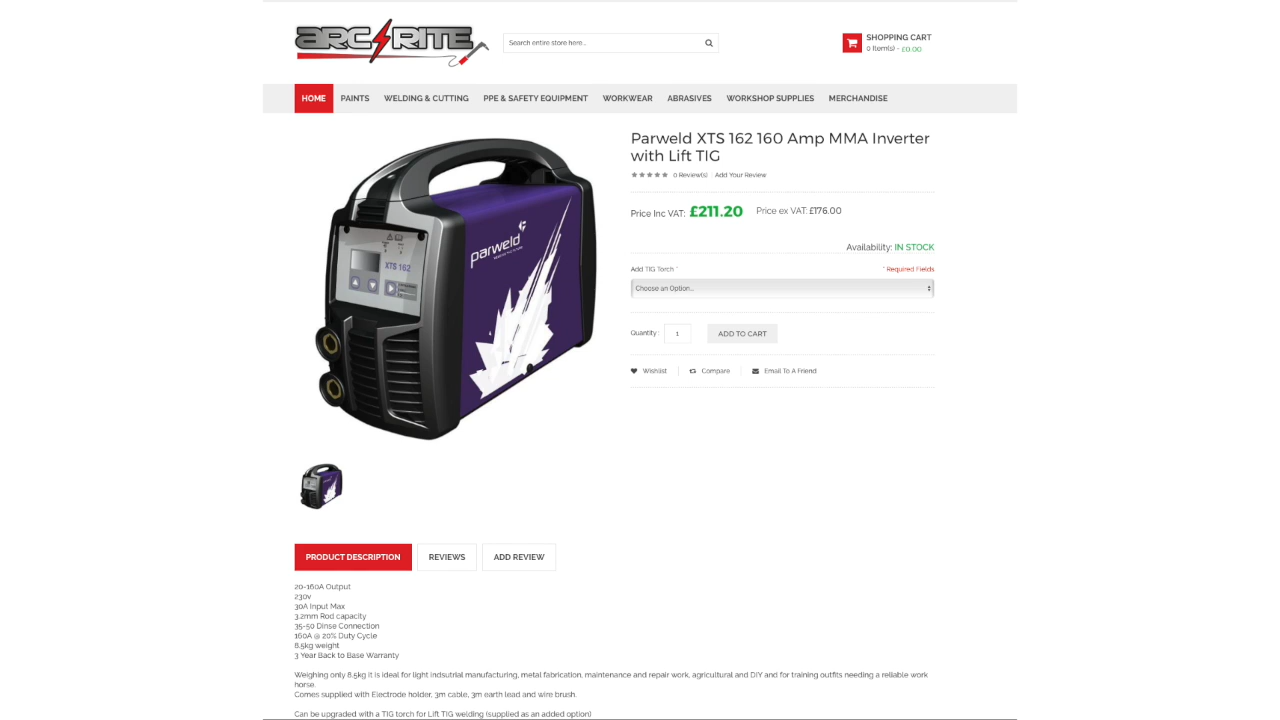 ARC RITE
Search entire store here...
SHOPPING CART
0 Item(s) - £0.00
HOME PAINTS WELDING & CUTTING PPE & SAFETY EQUIPMENT WORKWEAR ABRASIVES WORKSHOP SUPPLIES MERCHANDISE
Parweld XTS 162 160 Amp MMA Inverter
with Lift TIG
0 Review(s) Add Your Review
Price Inc VAT: £211.20 Price ex VAT: £176.00
Availability: IN STOCK
Add TIG Torch *
* Required Fields
Choose an Option...
Quantity : 1 ADD TO CART
Wishlist Compare Email To A Friend
parweld
XTS 162
PRODUCT DESCRIPTION REVIEWS ADD REVIEW
20-160A Output
230v
30A Input Max
3.2mm Rod capacity
35-50 Dinse Connection
160A @ 20% Duty Cycle
8.5kg weight
3 Year Back to Base Warranty
Weighing only 8.5kg it is ideal for light indsutrial manufacturing, metal fabrication, maintenance and repair work, agricultural and DIY and for training outfits needing a reliable work
horse.
Comes supplied with Electrode holder, 3m cable, 3m earth lead and wire brush.
Can be upgraded with a TIG torch for Lift TIG welding (supplied as an added option)